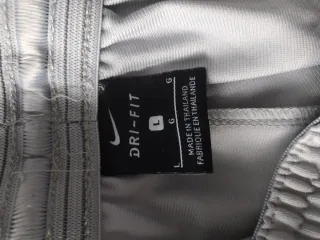 DRI-FIT
L
G
L G
MADE IN THAILAND
FABRIQUÉ EN THAÏLANDE